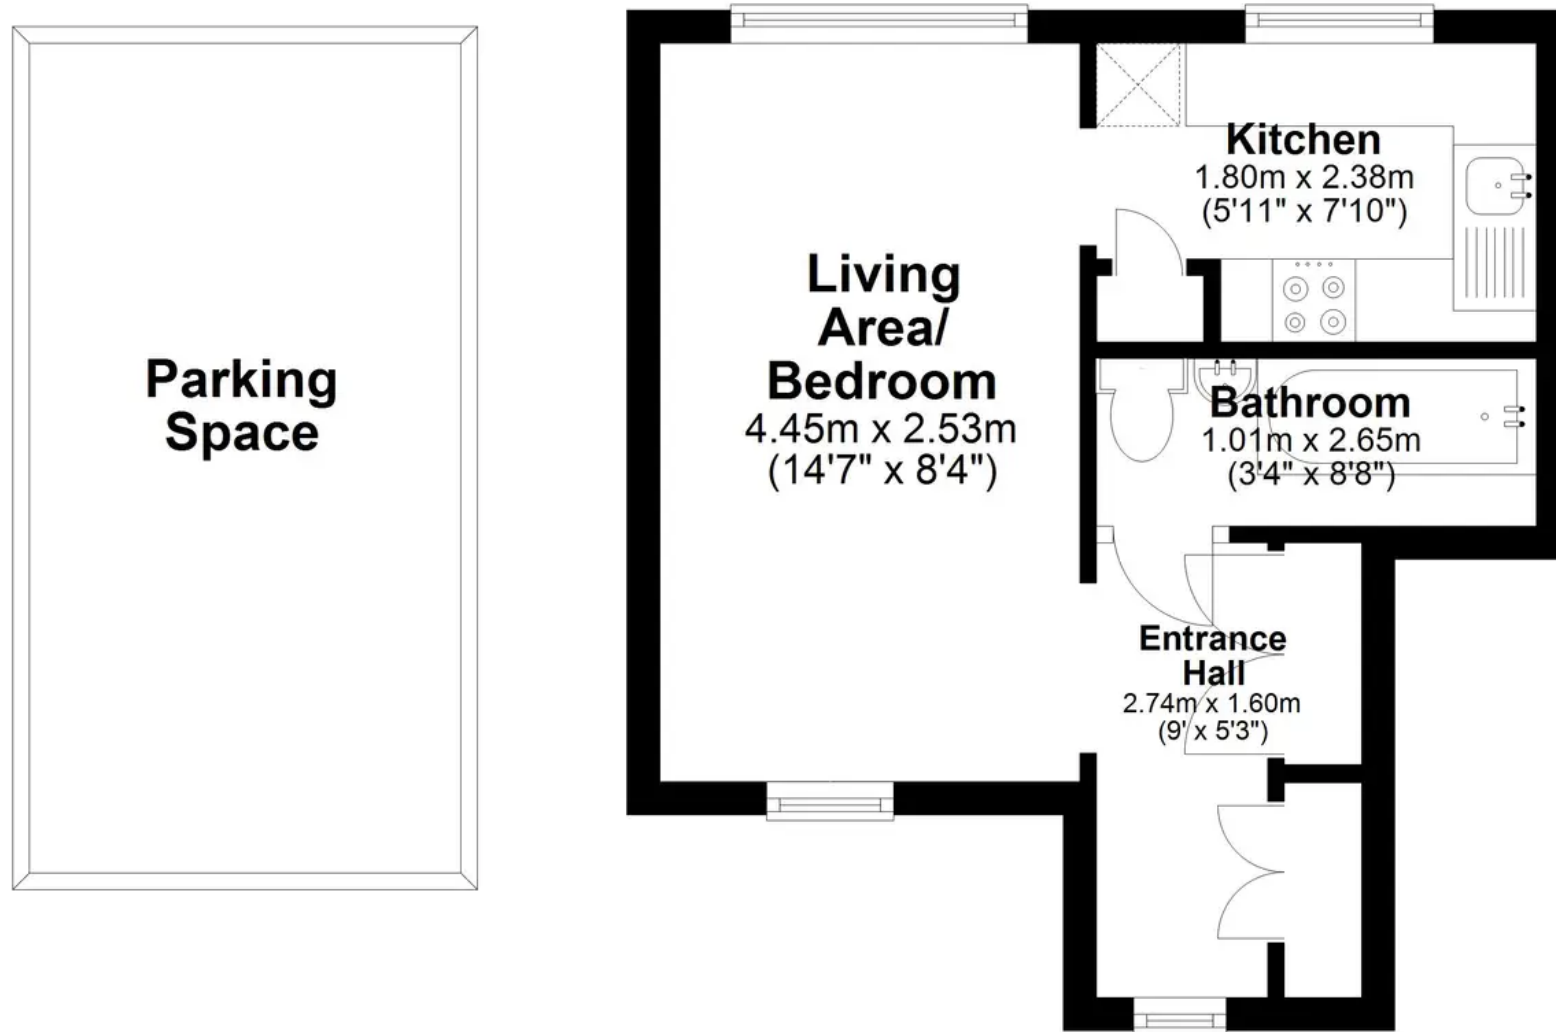 Parking
Space
Living
Area/
Bedroom
4.45m x 2.53m
(14'7" x 8'4")
Kitchen
1.80m x 2.38m
(5'11" x 7'10")
Bathroom
1.01m x 2.65m
(3'4" x 8'8")
Entrance
Hall
2.74m x 1.60m
(9' x 5'3")